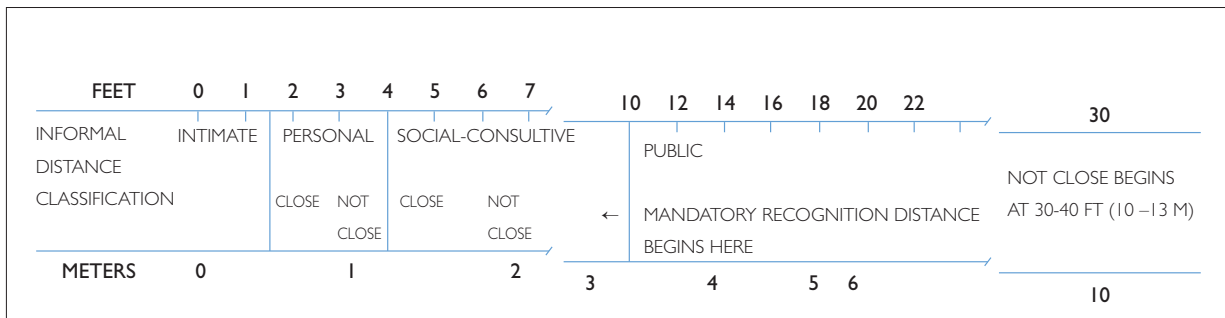 FEET 0 1 2 3 4 5 6 7 10 12 14 16 18 20 22 30
INFORMAL DISTANCE CLASSIFICATION
INTIMATE
PERSONAL
CLOSE
NOT CLOSE
SOCIAL-CONSULTIVE
CLOSE
NOT CLOSE
PUBLIC
← MANDATORY RECOGNITION DISTANCE
BEGINS HERE
NOT CLOSE BEGINS
AT 30-40 FT (10 –13 M)
METERS 0 1 2 3 4 5 6 10